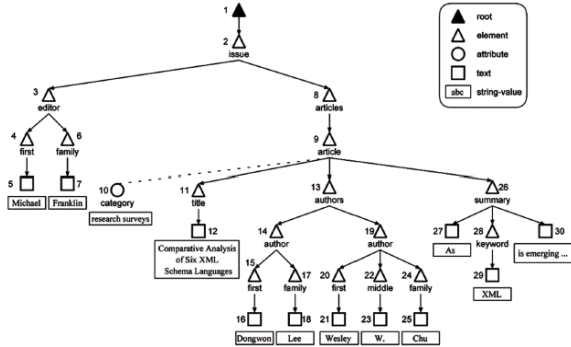 1
root
2
issue
element
attribute
3
editor
8
articles
text
abc
string-value
4
first
6
family
9
article
5
7
Michael
Franklin
10
category
research surveys
11
title
13
authors
26
summary
12
Comparative Analysis
of Six XML
Schema Languages
14
author
19
author
27
As
28
keyword
30
is emerging ...
15
first
17
family
20
first
22
middle
24
family
29
XML
16
Dongwon
18
Lee
21
Wesley
23
W.
25
Chu